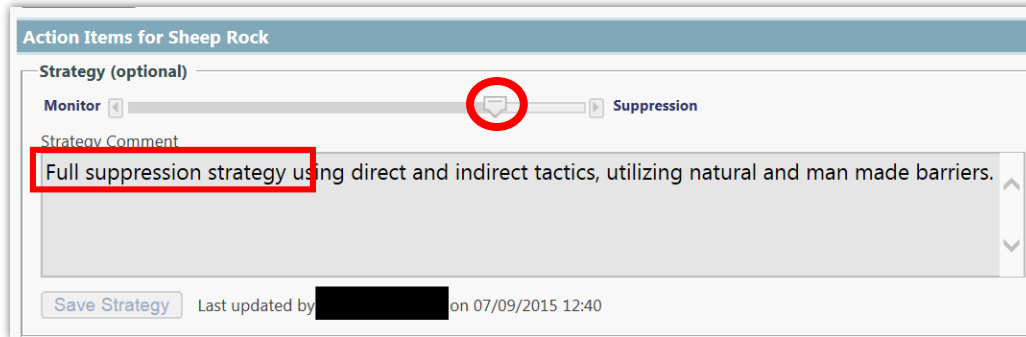 Action Items for Sheep Rock
Strategy (optional)
Monitor Suppression
Strategy Comment
Full suppression strategy using direct and indirect tactics, utilizing natural and man made barriers.
Save Strategy Last updated by on 07/09/2015 12:40